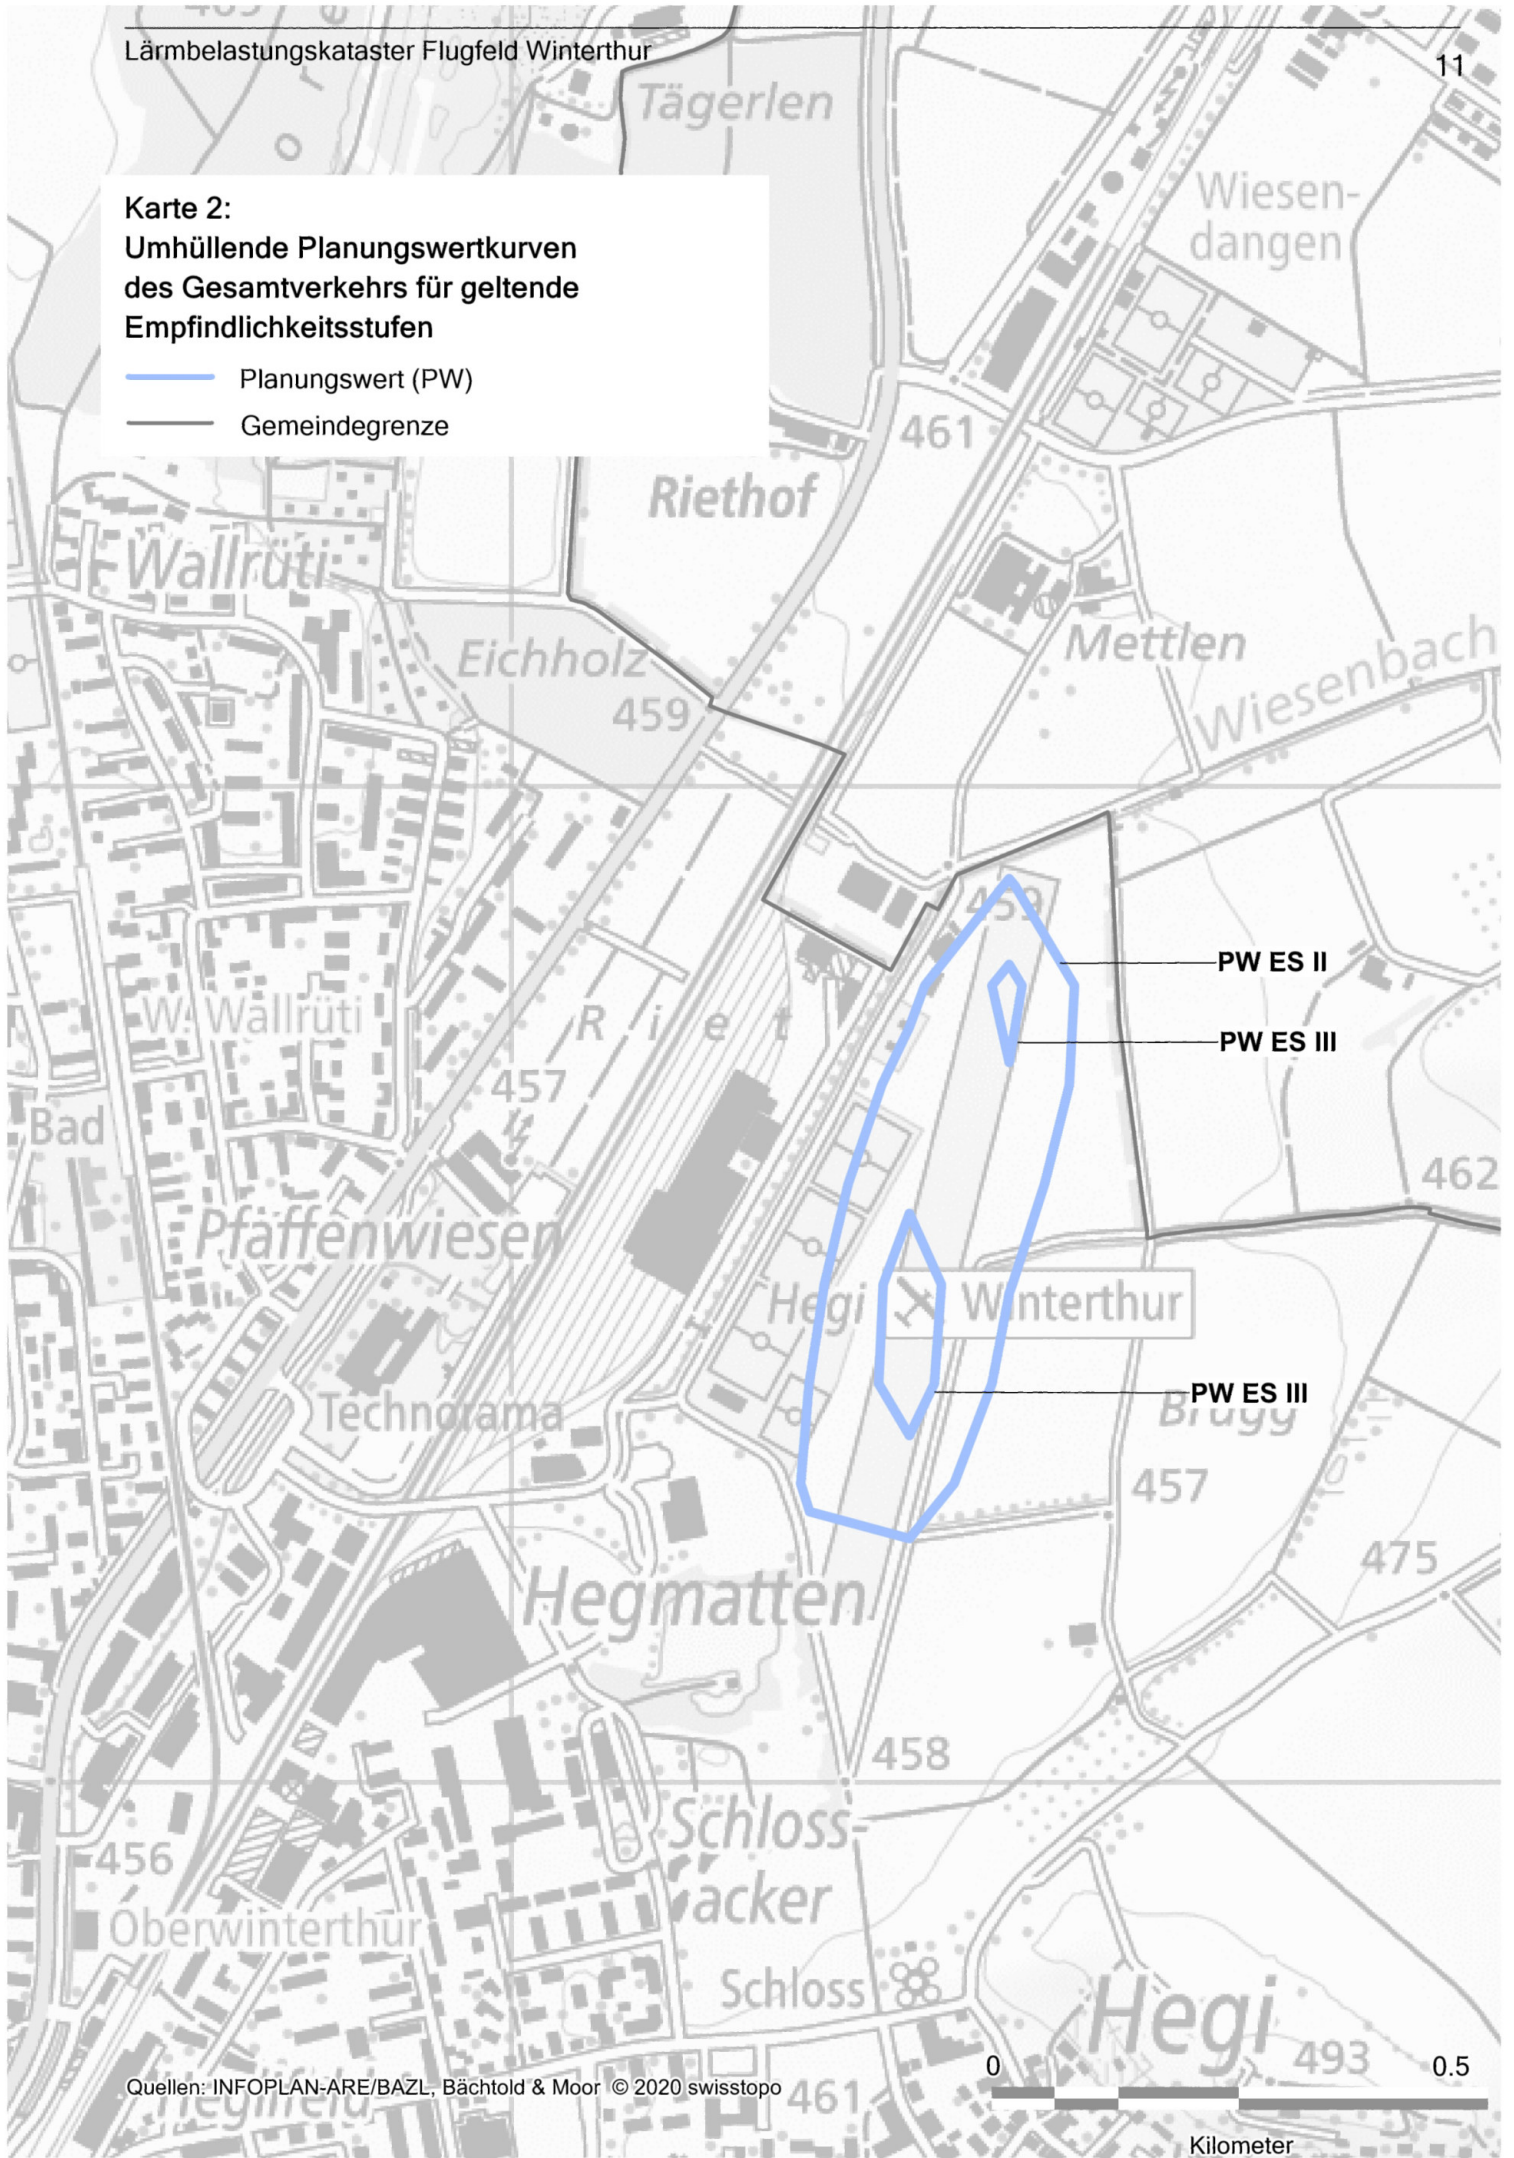 Lärmbelastungskataster Flugfeld Winterthur
11
Tägerlen
Karte 2:
Umhüllende Planungswertkurven
des Gesamtverkehrs für geltende
Empfindlichkeitsstufen
Planungswert (PW)
Gemeindegrenze
Wiesen-
dangen
461
Riethof
Wallrüti
Eichholz
459
Mettlen
Wiesenbach
459
PW ES II
W. Wallrüti
Riet
PW ES III
457
Bad
462
Pfaffenwiesen
Hegi
Winterthur
PW ES III
Technorama
Brugg
457
475
Hegmatten
458
Schloss-
acker
456
Oberwinterthur
Schloss
Hegi
493
0
0.5
Quellen: INFOPLAN-ARE/BAZL, Bächtold & Moor © 2020 swisstopo
461
Hegifeld
Kilometer